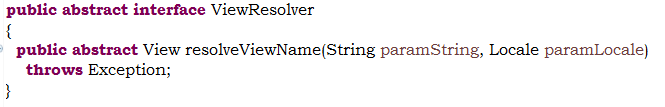 public abstract interface ViewResolver
{
public abstract View resolveViewName(String paramString, Locale paramLocale)
throws Exception;
}